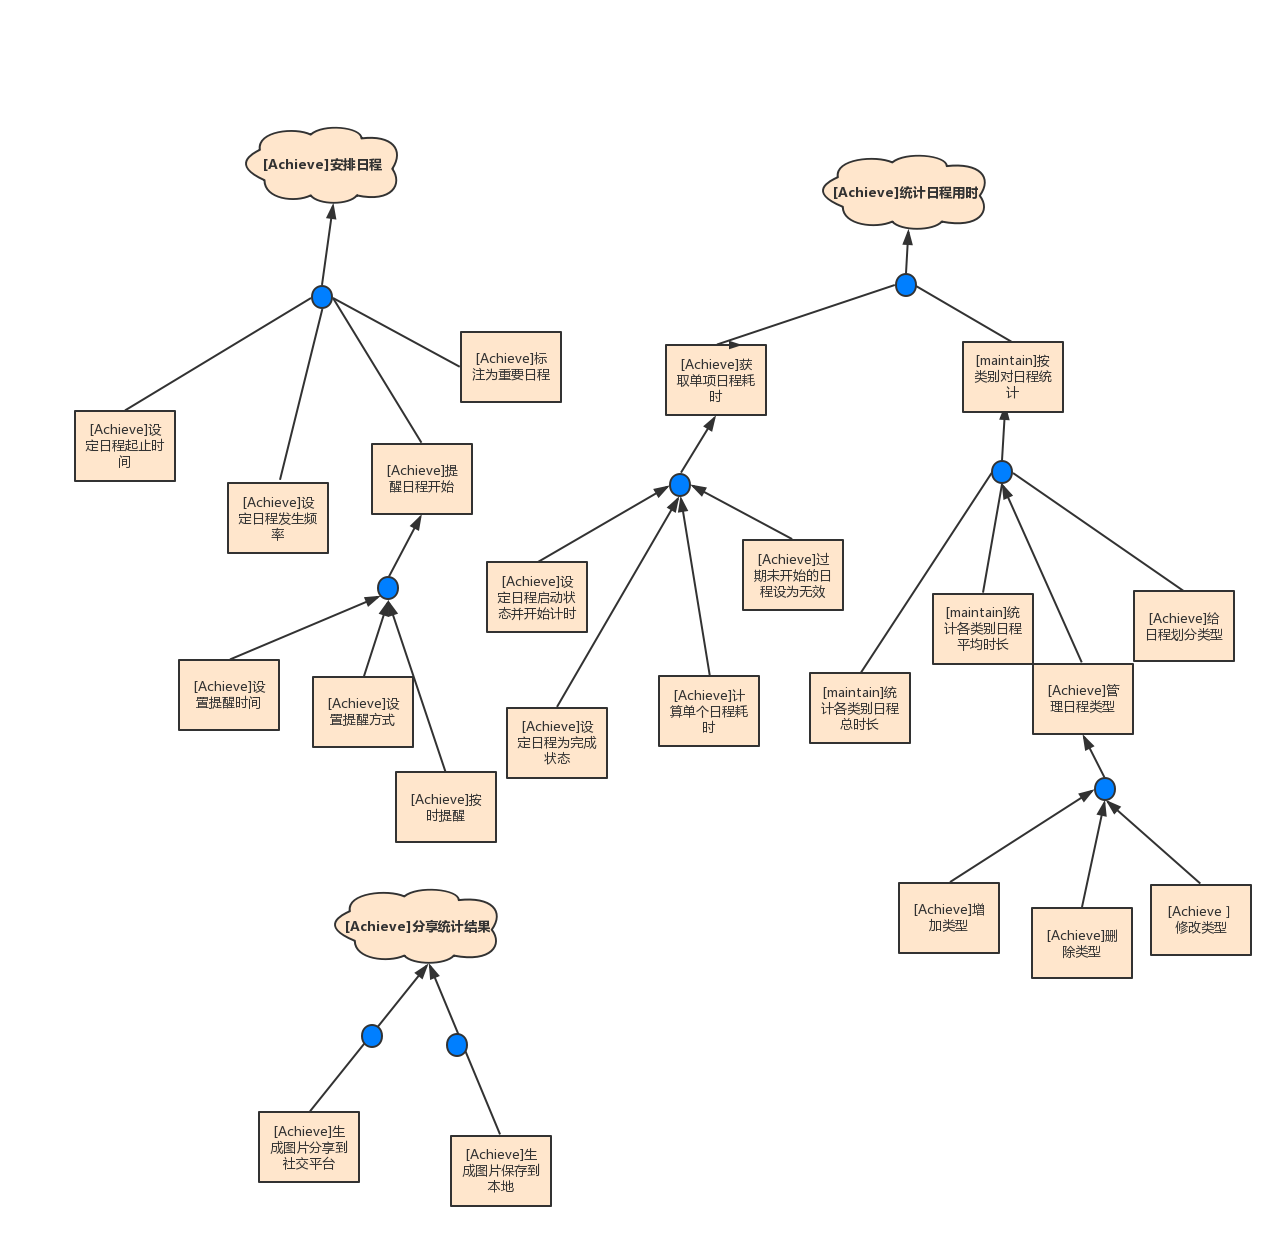 [Achieve]安排日程
[Achieve]统计日程用时
[Achieve]标
注为重要日程
[Achieve]设
定日程起止时
间
[Achieve]设
定日程发生频
率
[Achieve]提
醒日程开始
[Achieve]设
置提醒时间
[Achieve]设
置提醒方式
[Achieve]按
时提醒
[Achieve]获
取单项日程耗
时
[maintain]按
类别对日程统
计
[Achieve]设
定日程启动状
态并开始计时
[Achieve]过
期未开始的日
程设为无效
[Achieve]设
定日程为完成
状态
[Achieve]计
算单个日程耗
时
[maintain]统
计各类别日程
总时长
[maintain]统
计各类别日程
平均时长
[Achieve]管
理日程类型
[Achieve]给
日程划分类型
[Achieve]增
加类型
[Achieve]删
除类型
[Achieve ]
修改类型
[Achieve]分享统计结果
[Achieve]生
成图片分享到
社交平台
[Achieve]生
成图片保存到
本地